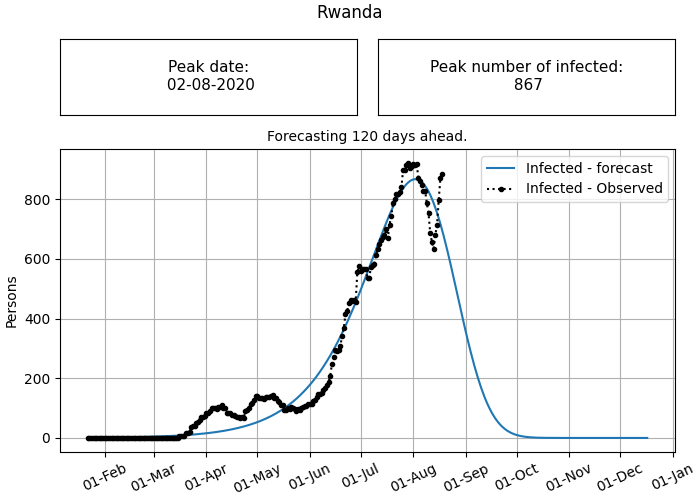 Rwanda
Peak date:
02-08-2020
Peak number of infected:
867
Forecasting 120 days ahead.
Infected - forecast
Infected - Observed
Persons
800
600
400
200
0
01-Feb
01-Mar
01-Apr
01-May
01-Jun
01-Jul
01-Aug
01-Sep
01-Oct
01-Nov
01-Dec
01-Jan